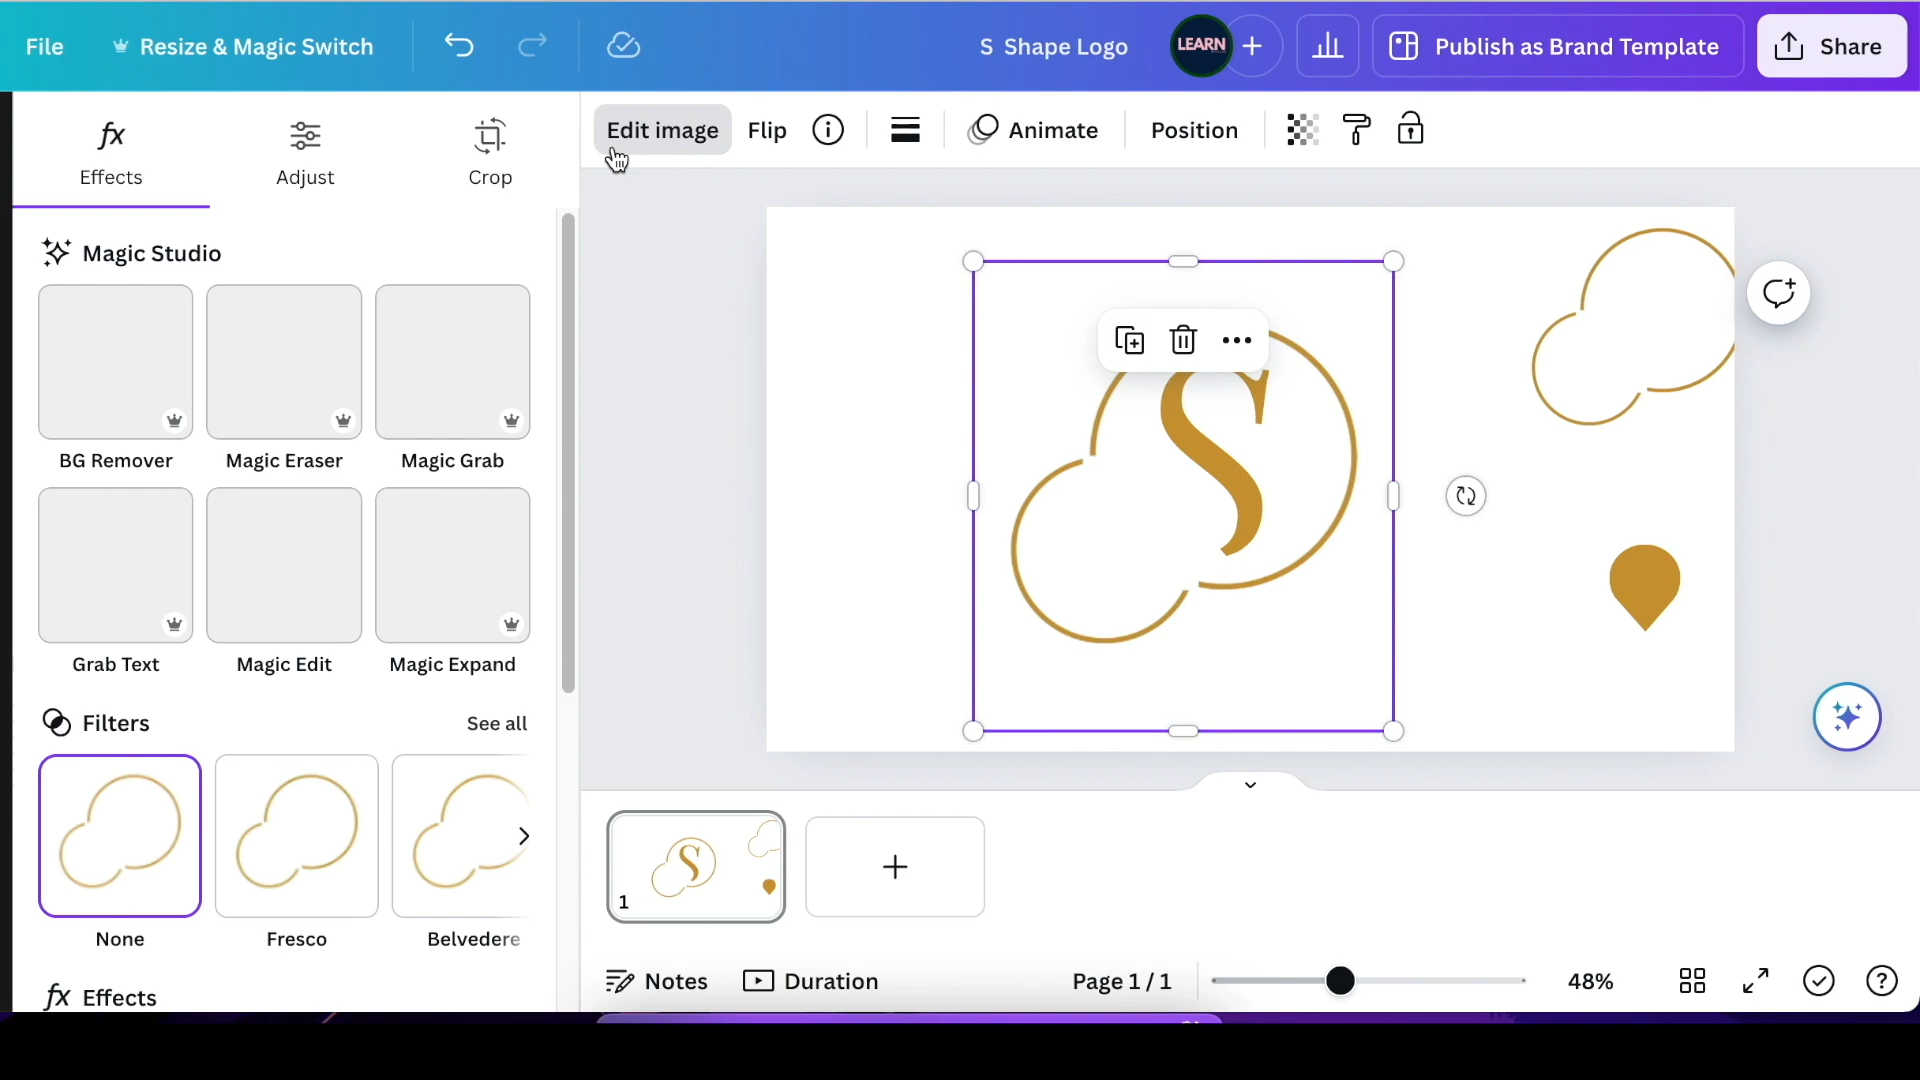 File
Resize & Magic Switch
S Shape Logo
LEARN
Publish as Brand Template
Share
Effects
Adjust
Crop
Edit image
Flip
Animate
Position
Magic Studio
BG Remover
Magic Eraser
Magic Grab
Grab Text
Magic Edit
Magic Expand
Filters
See all
None
Fresco
Belvedere
fx Effects
S
1
S
Notes
Duration
Page 1 / 1
48%